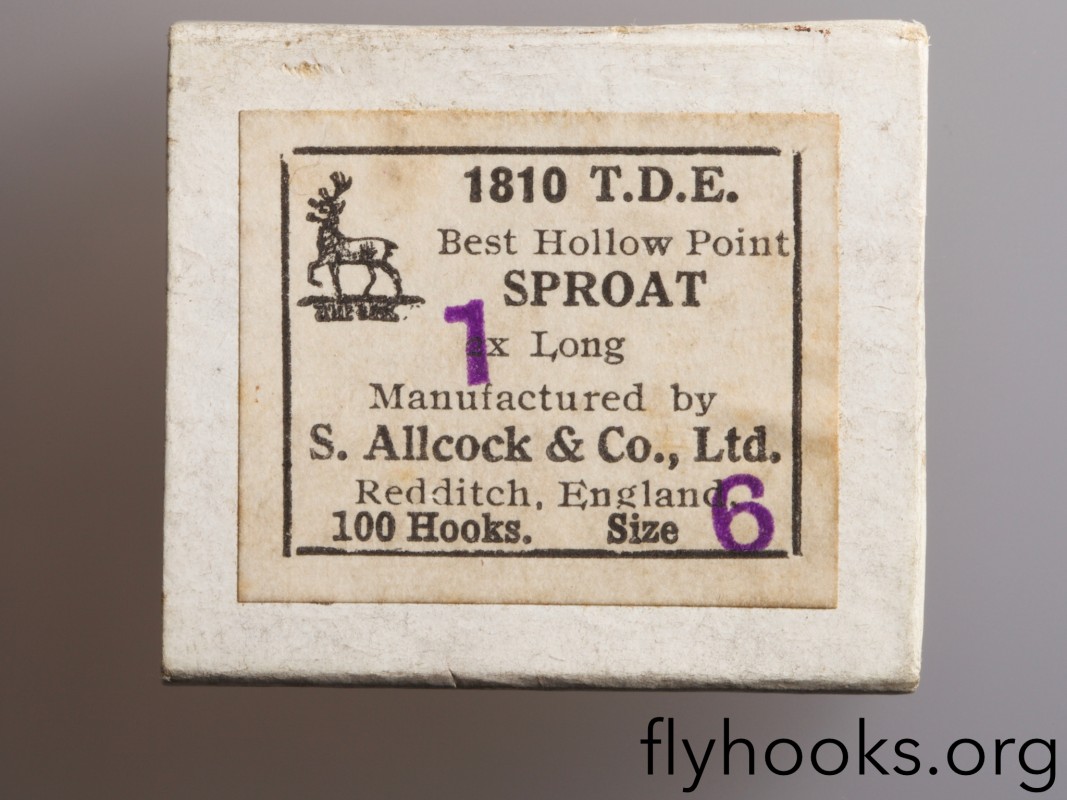 1810 T.D.E.
Best Hollow Point
SPROAT
1x Long
Manufactured by
S. Allcock & Co., Ltd.
Redditch, England.
100 Hooks. Size 6
flyhooks.org